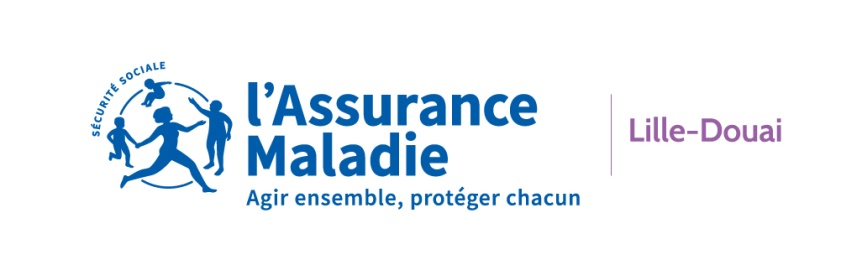 SÉCURITÉ SOCIALE
l’Assurance
Maladie
Agir ensemble, protéger chacun
Lille-Douai